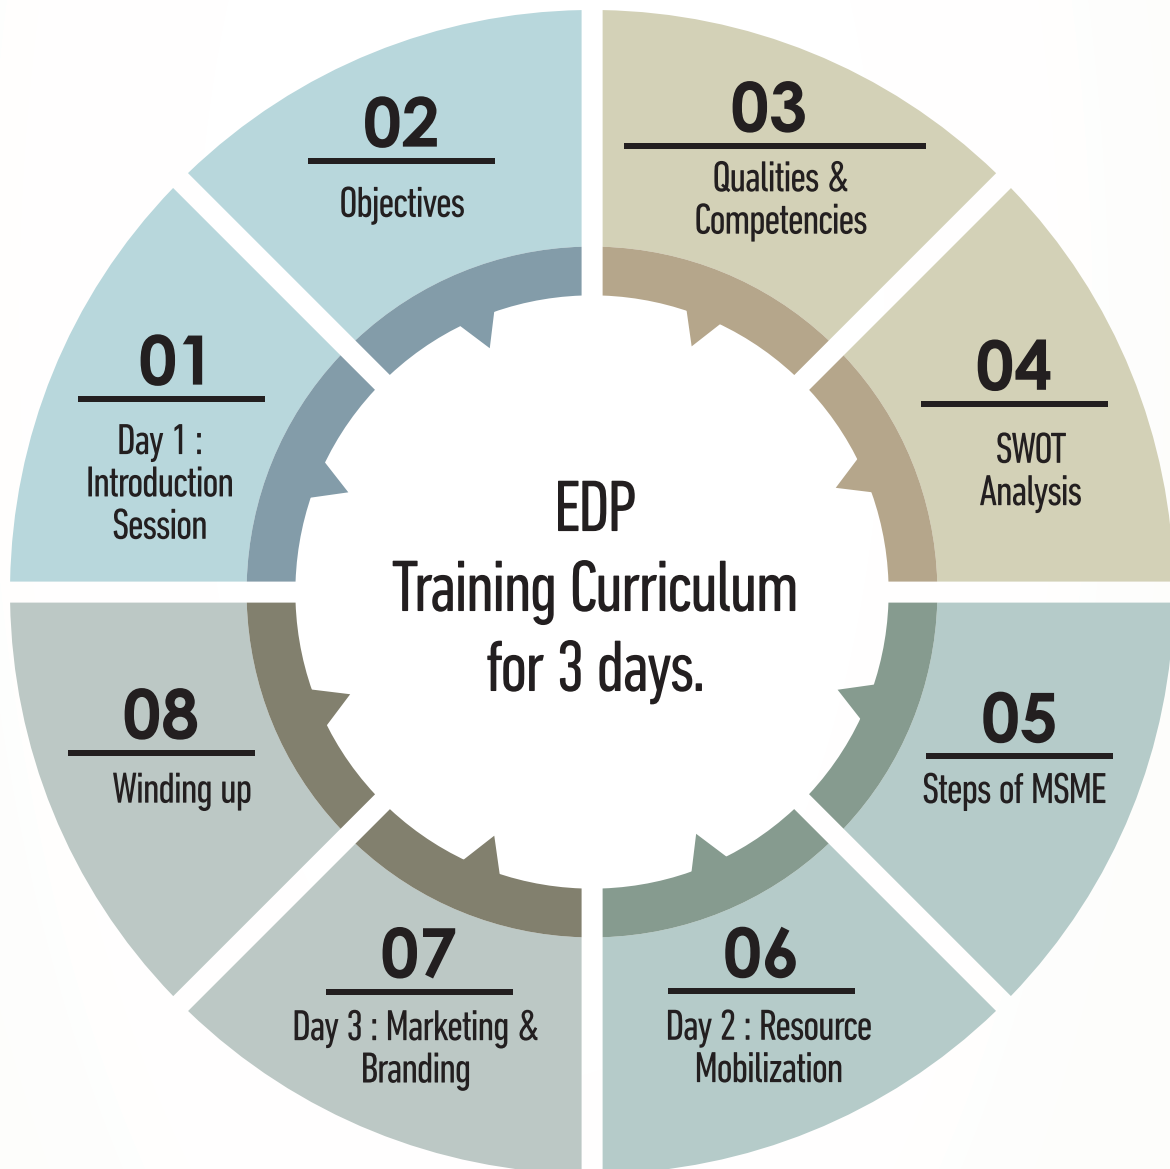 EDP
Training Curriculum
for 3 days.
01
Day 1 :
Introduction
Session
02
Objectives
03
Qualities &
Competencies
04
SWOT
Analysis
05
Steps of MSME
06
Day 2 : Resource
Mobilization
07
Day 3 : Marketing &
Branding
08
Winding up